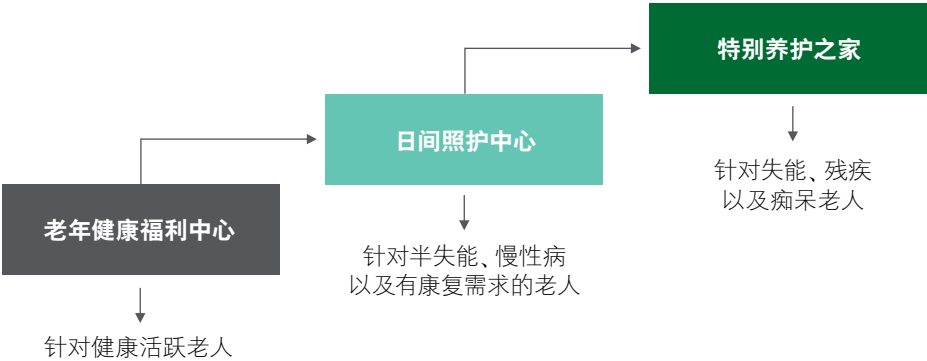 特别养护之家
针对失能、残疾
以及痴呆老人
日间照护中心
针对半失能、慢性病
以及有康复需求的老人
老年健康福利中心
针对健康活跃老人